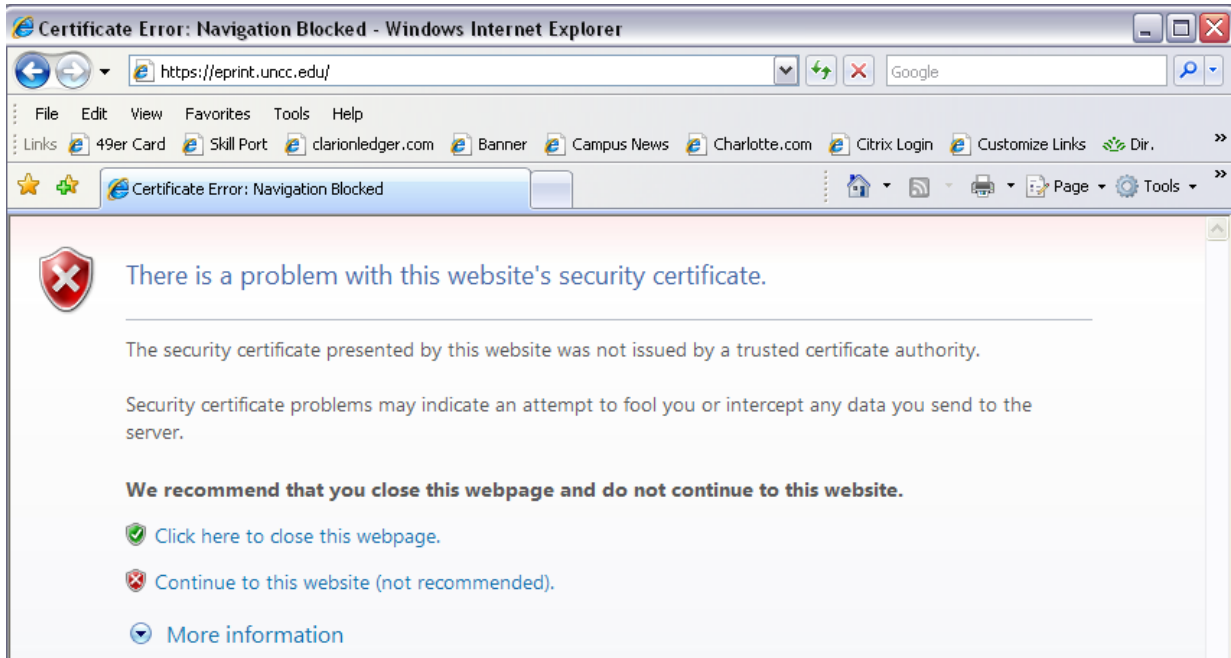 Certificate Error: Navigation Blocked - Windows Internet Explorer
https://eprint.uncc.edu/ Google
File Edit View Favorites Tools Help
Links 49er Card Skill Port clarionledger.com Banner Campus News Charlotte.com Citrix Login Customize Links Dir. »
Certificate Error: Navigation Blocked Page Tools »
There is a problem with this website's security certificate.
The security certificate presented by this website was not issued by a trusted certificate authority.
Security certificate problems may indicate an attempt to fool you or intercept any data you send to the
server.
We recommend that you close this webpage and do not continue to this website.
Click here to close this webpage.
Continue to this website (not recommended).
More information